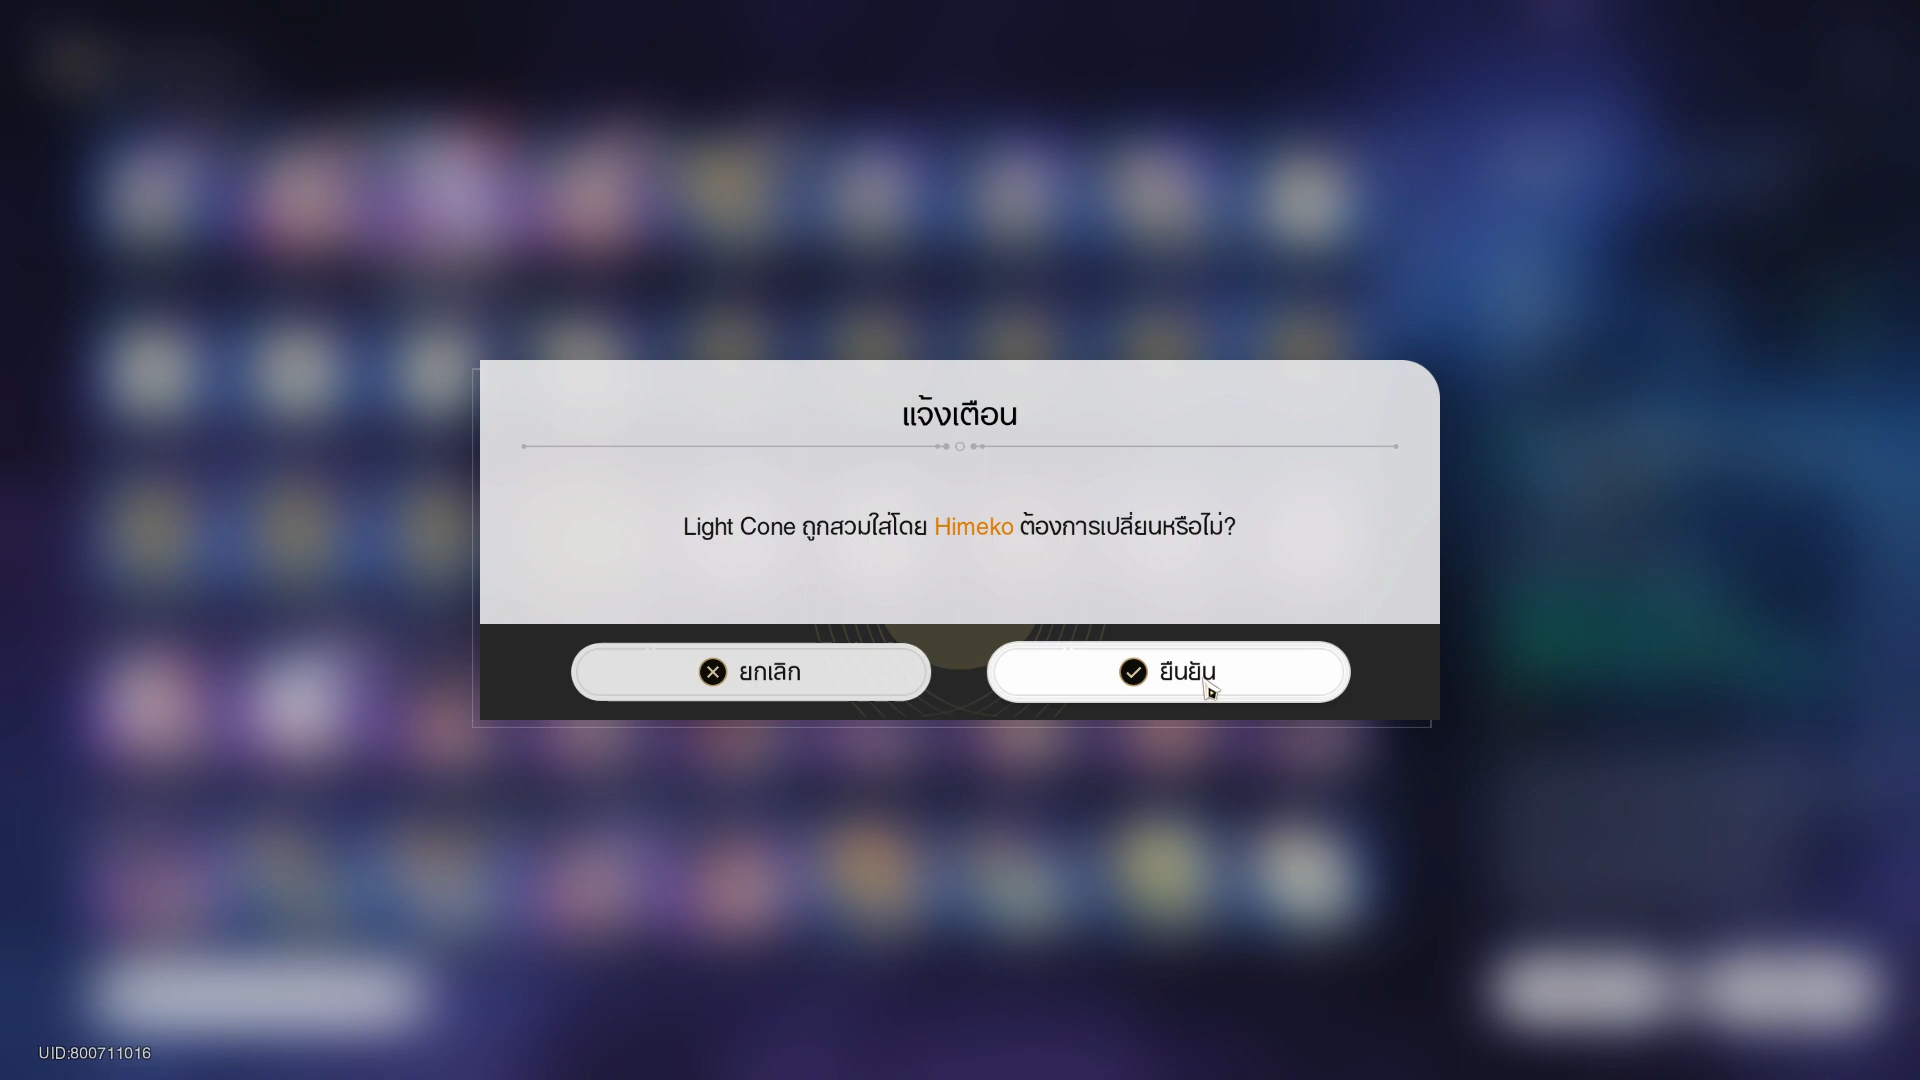 แจ้งเตือน
Light Cone ถูกสวมใส่โดย Himeko ต้องการเปลี่ยนหรือไม่?
ยกเลิก
ยืนยัน
UID:800711016